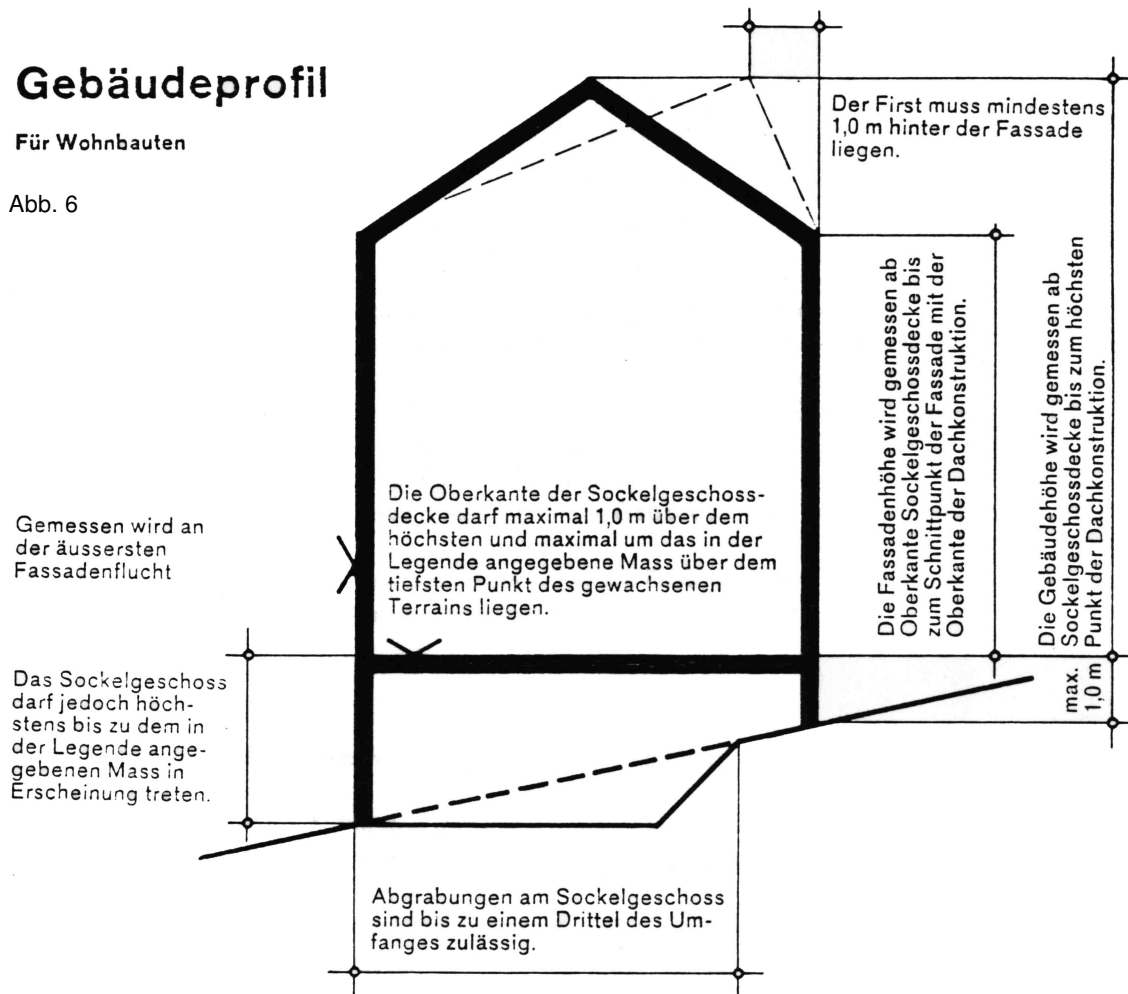 Gebäudeprofil
Für Wohnbauten
Abb. 6
Der First muss mindestens
1,0 m hinter der Fassade
liegen.
Die Fassadenhöhe wird gemessen ab
Oberkante Sockelgeschossdecke bis
zum Schnittpunkt der Fassade mit der
Oberkante der Dachkonstruktion.
Die Gebäudehöhe wird gemessen ab
Sockelgeschossdecke bis zum höchsten
Punkt der Dachkonstruktion.
max.
1,0 m
Die Oberkante der Sockelgeschoss-
decke darf maximal 1,0 m über dem
höchsten und maximal um das in der
Legende angegebene Mass über dem
tiefsten Punkt des gewachsenen
Terrains liegen.
Gemessen wird an
der äussersten
Fassadenflucht
Das Sockelgeschoss
darf jedoch höch-
stens bis zu dem in
der Legende ange-
gebenen Mass in
Erscheinung treten.
Abgrabungen am Sockelgeschoss
sind bis zu einem Drittel des Um-
fanges zulässig.